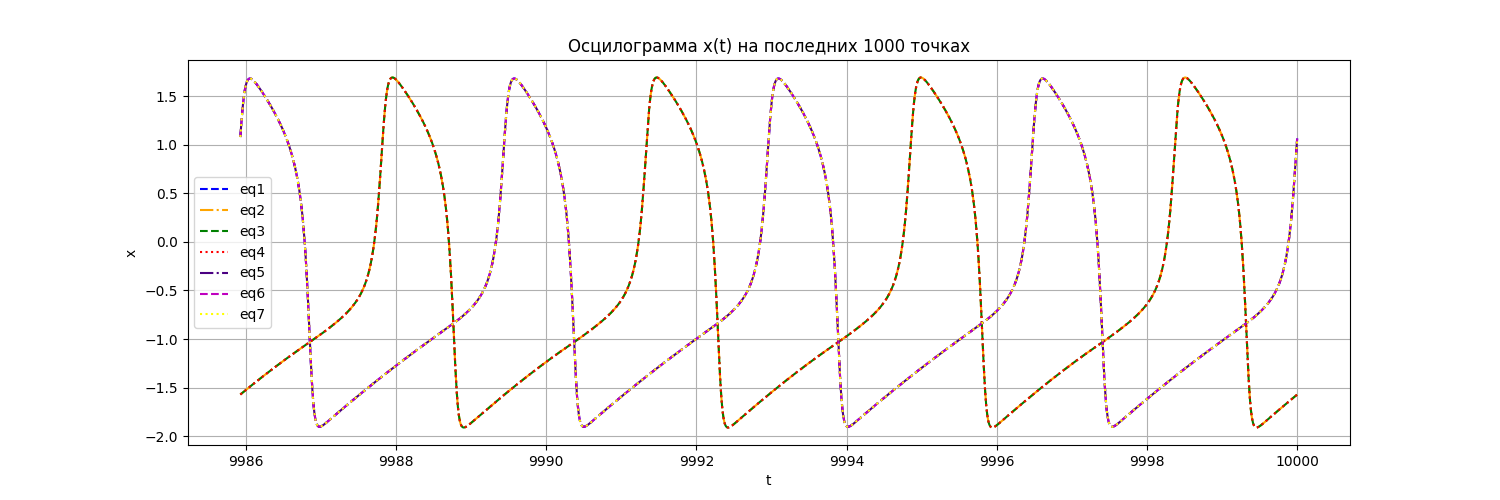 Осцилограмма x(t) на последних 1000 точках
x
1.5
1.0
0.5
0.0
−0.5
−1.0
−1.5
−2.0
eq1
eq2
eq3
eq4
eq5
eq6
eq7
9986
9988
9990
9992
9994
9996
9998
10000
t